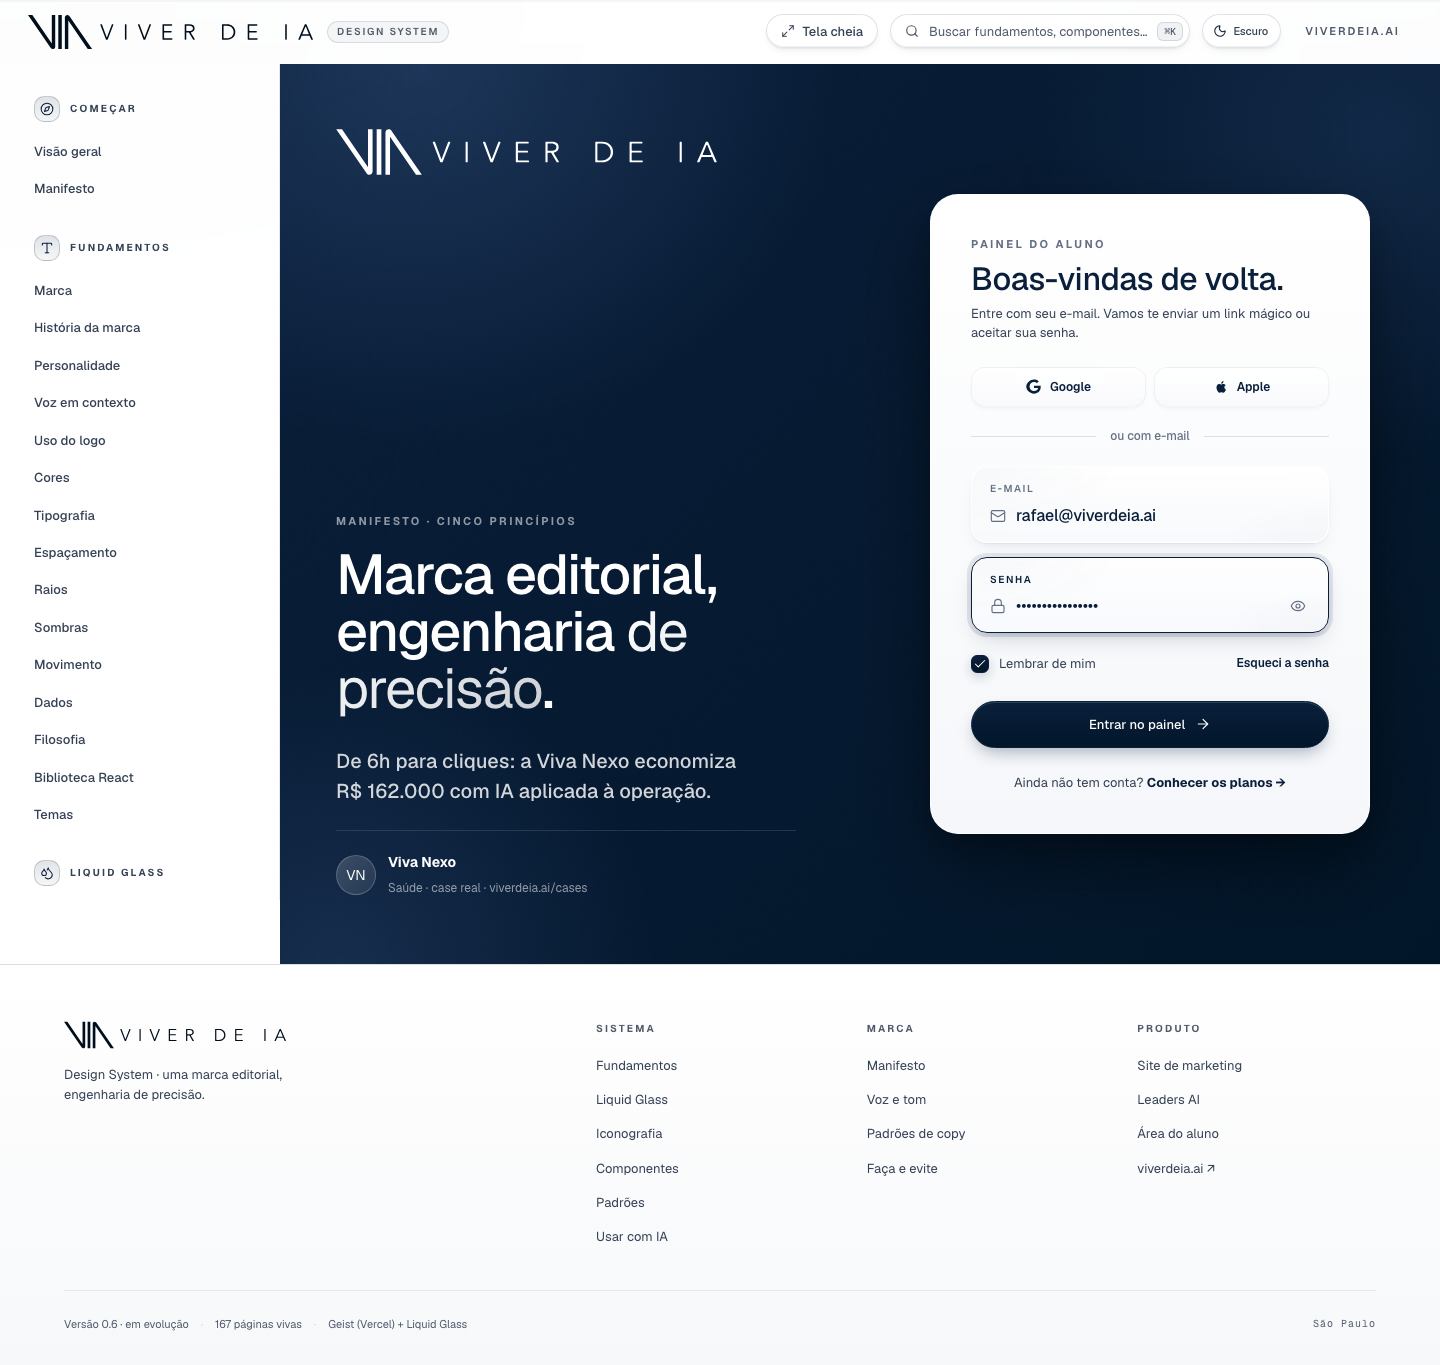 VIVER DE IA
DESIGN SYSTEM
Tela cheia
Buscar fundamentos, componentes...
⌘K
Escuro
VIVERDEIA.AI
COMEÇAR
Visão geral
Manifesto
FUNDAMENTOS
Marca
História da marca
Personalidade
Voz em contexto
Uso do logo
Cores
Tipografia
Espaçamento
Raios
Sombras
Movimento
Dados
Filosofia
Biblioteca React
Temas
LIQUID GLASS
VIVER DE IA
MANIFESTO · CINCO PRINCÍPIOS
Marca editorial,
engenharia de
precisão.
De 6h para cliques: a Viva Nexo economiza
R$ 162.000 com IA aplicada à operação.
VN
Viva Nexo
Saúde · case real · viverdeia.ai/cases
PAINEL DO ALUNO
Boas-vindas de volta.
Entre com seu e-mail. Vamos te enviar um link mágico ou
aceitar sua senha.
Google
Apple
ou com e-mail
E-MAIL
rafael@viverdeia.ai
SENHA
••••••••••••••••
Lembrar de mim
Esqueci a senha
Entrar no painel →
Ainda não tem conta? Conhecer os planos →
VIVER DE IA
Design System · uma marca editorial,
engenharia de precisão.
SISTEMA
Fundamentos
Liquid Glass
Iconografia
Componentes
Padrões
Usar com IA
MARCA
Manifesto
Voz e tom
Padrões de copy
Faça e evite
PRODUTO
Site de marketing
Leaders AI
Área do aluno
viverdeia.ai ↗
Versão 0.6 · em evolução · 167 páginas vivas · Geist (Vercel) + Liquid Glass
São Paulo